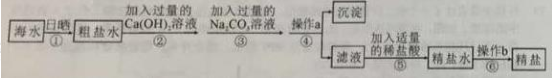 海水 日晒 ① 粗盐水 加入过量的 Ca(OH)₂溶液 ② 加入过量的 Na₂CO₃溶液 ③ 操作a ④ 沉淀
滤液 加入适量 的稀盐酸 ⑤ 精盐水 操作b ⑥ 精盐